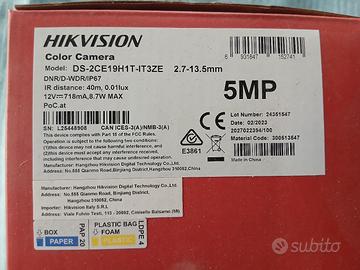 HIKVISION
Color Camera
Model: DS-2CE19H1T-IT3ZE 2.7-13.5mm
DNR/D-WDR/IP67
IR distance: 40m, 0.01lux
12V⎓718mA, 8.7W MAX
PoC.at
5MP
6 931847 152741
Lot 24351547
Date: 02/2023
2027022394/100
Material Code: 300513547
S/N: L25448908 CAN ICES-3(A)/NMB-3(A)
This device complies with Part 15 of the FCC Rules.
Operation is subject to the following two conditions:
(1)this device may not cause harmful interference,
(2)this device must accept any interference received,
including interference that may cause undesired operation.
E3861
Manufacturer: Hangzhou Hikvision Digital Technology Co.,Ltd.
No.555 Qianmo Road, Binjiang District, Hangzhou 310052, China
MADE IN CHINA
Manufacturer: Hangzhou Hikvision Digital Technology Co.,Ltd.
Importer: Hikvision Italy S.R.L
Address: Viale Fulvio Testi, 113 - 20092, Cinisello Balsamo (MI)
BOX
PAPER
PAP 20
PLASTIC BAG
FOAM
PLASTIC
LDPE 4
subito